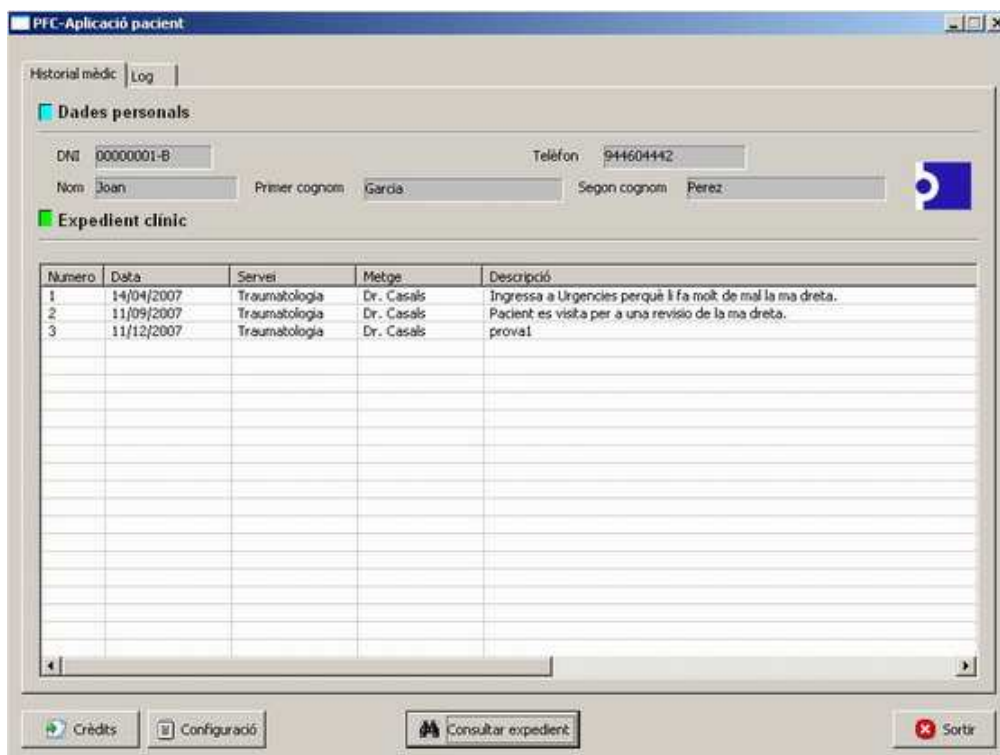 PFC-Aplicació pacient
Historial mèdic Log
Dades personals
DNI 00000001-B Telèfon 944604442
Nom Joan Primer cognom Garcia Segon cognom Perez
Expedient clínic
Numero Data Servei Metge Descripció
1 14/04/2007 Traumatologia Dr. Casals Ingressa a Urgencies perquè li fa molt de mal la ma dreta.
2 11/09/2007 Traumatologia Dr. Casals Pacient es visita per a una revisio de la ma dreta.
3 11/12/2007 Traumatologia Dr. Casals prova1
Crèdits Configuració Consultar expedient Sortir